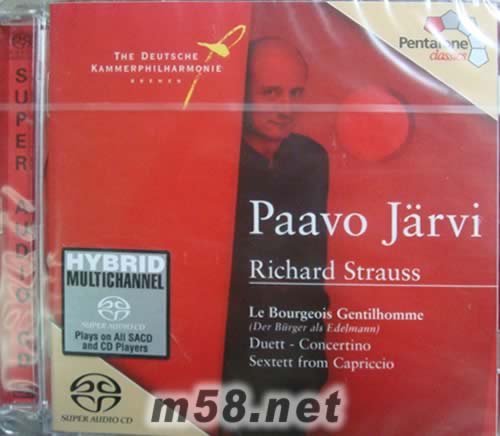 THE DEUTSCHE
KAMMERPHILHARMONIE
BREMEN
PentaTone
classics
SUPER AUDIO CD
Paavo Järvi
Richard Strauss
Le Bourgeois Gentilhomme
(Der Bürger als Edelmann)
Duett - Concertino
Sextett from Capriccio
HYBRID
MULTICHANNEL
SUPER AUDIO CD
Plays on All SACD
and CD Players
SUPER AUDIO CD
m58.net